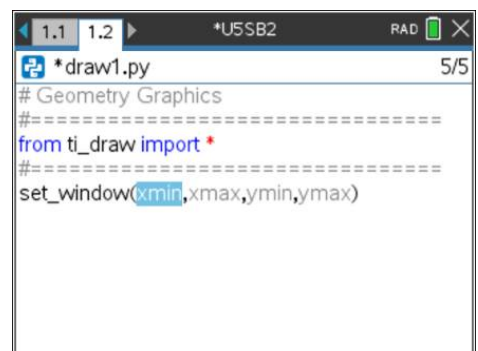 1.1 1.2 *U5SB2 RAD
*draw1.py 5/5
# Geometry Graphics
#================================
from ti_draw import *
#================================
set_window(xmin,xmax,ymin,ymax)